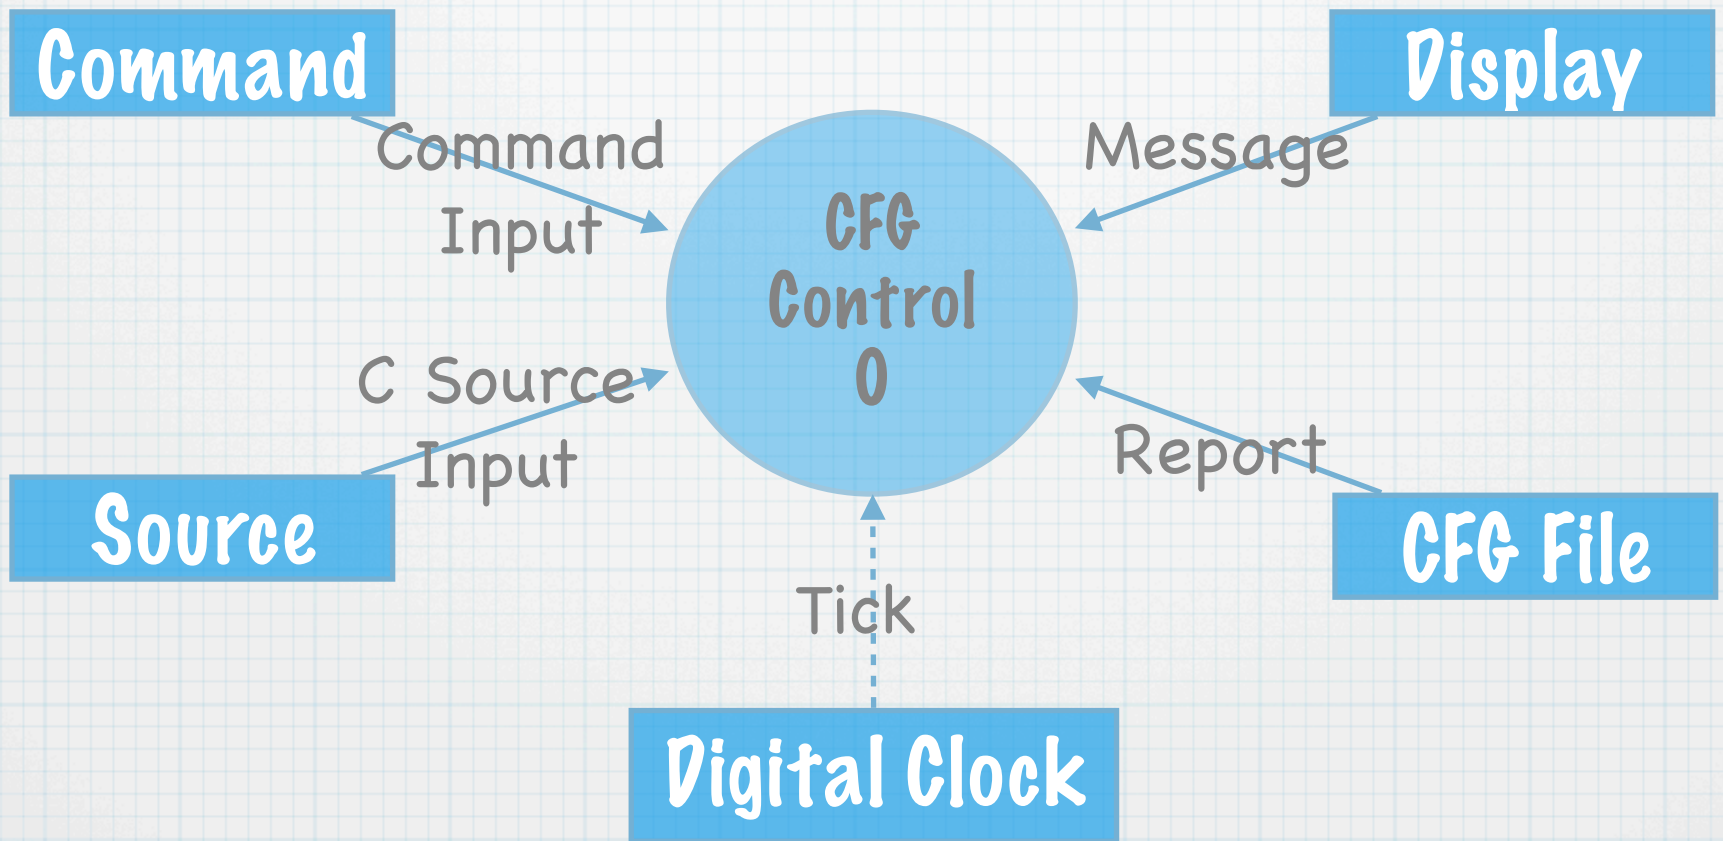 Command
Display
Command
Input
Message
CFG
Control
0
C Source
Input
Report
Source
CFG File
Tick
Digital Clock